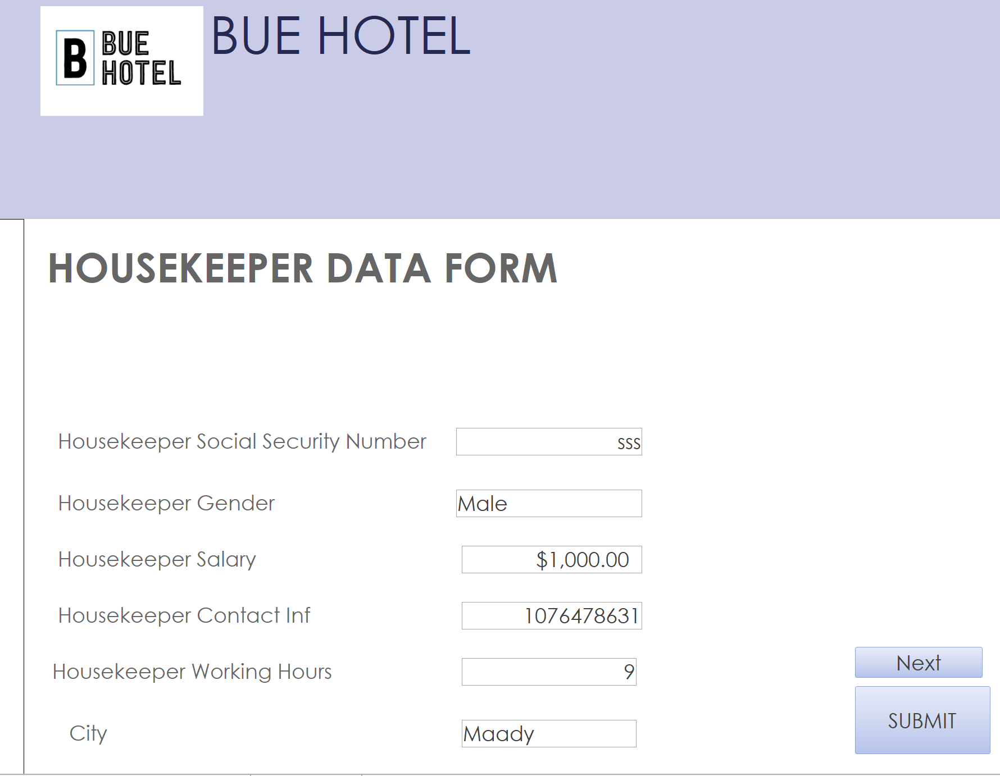 B BUE
HOTEL
BUE HOTEL
HOUSEKEEPER DATA FORM
Housekeeper Social Security Number sss
Housekeeper Gender Male
Housekeeper Salary $1,000.00
Housekeeper Contact Inf 1076478631
Housekeeper Working Hours 9
Next
SUBMIT
City Maady